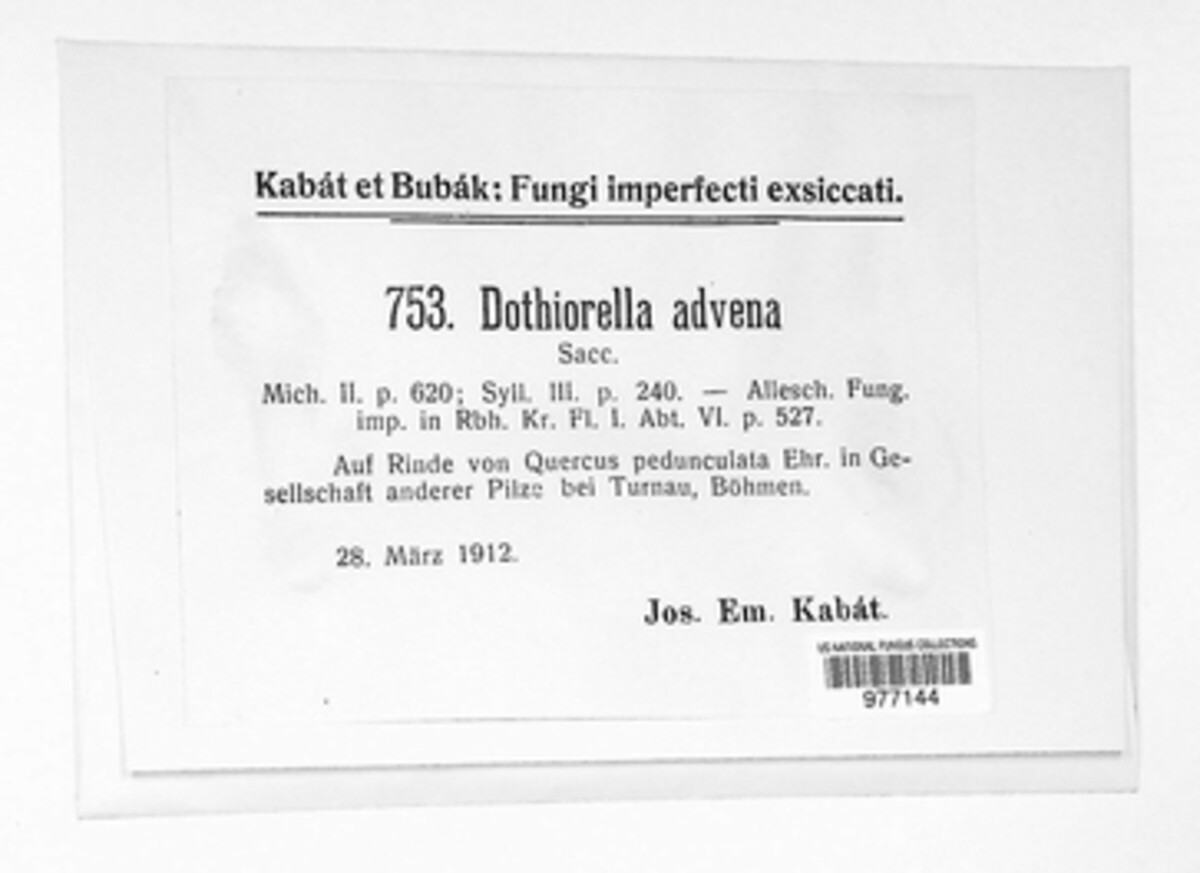 Kabát et Bubák: Fungi imperfecti exsiccati.
753. Dothiorella advena
Sacc.
Mich. II. p. 620; Syll. III. p. 240. — Allesch. Fung.
imp. in Rbh. Kr. Fl. I. Abt. VI. p. 527.
Auf Rinde von Quercus pedunculata Ehr. in Ge-
sellschaft anderer Pilze bei Turnau, Böhmen.
28. März 1912.
Jos. Em. Kabát.
US NATIONAL FUNGUS COLLECTIONS
977144